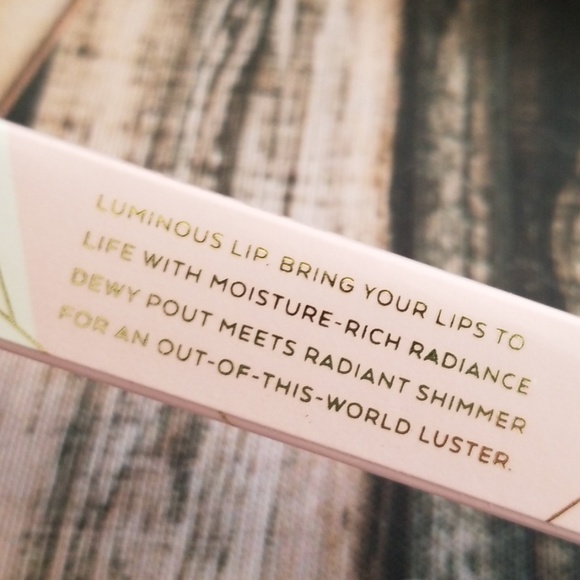 LUMINOUS LIP. BRING YOUR LIPS TO
LIFE WITH MOISTURE-RICH RADIANCE
DEWY POUT MEETS RADIANT SHIMMER
FOR AN OUT-OF-THIS-WORLD LUSTER.